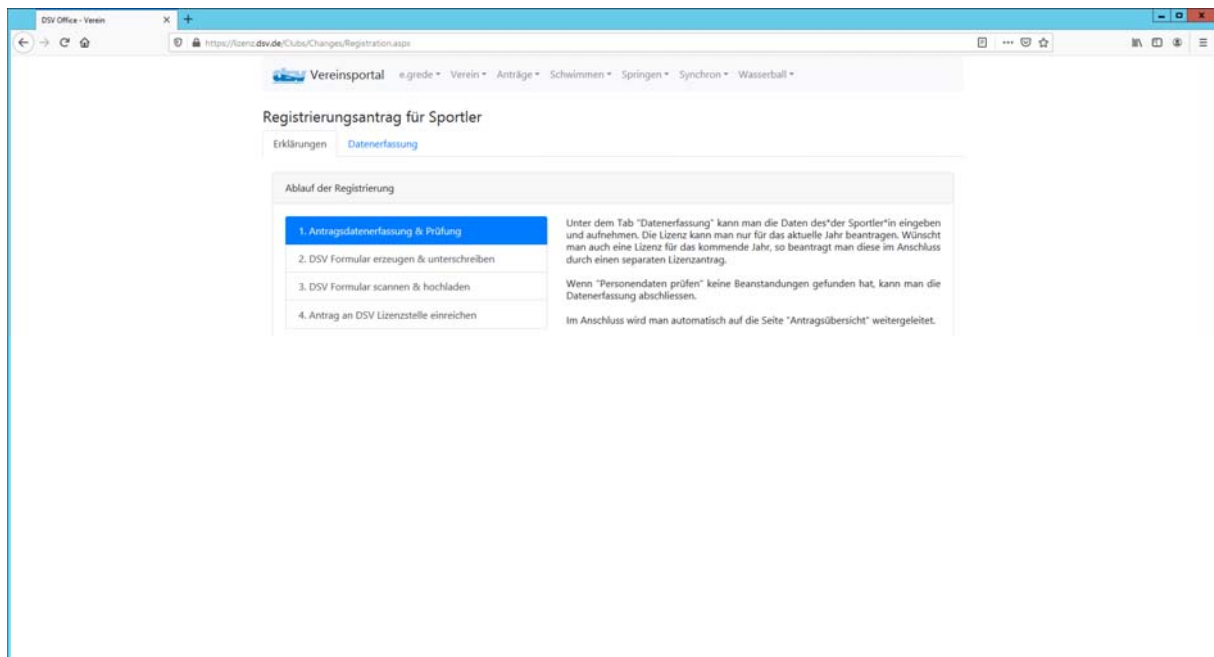 DSV Office - Verein
https://lizenz.dsv.de/Clubs/Changes/Registration.aspx
Vereinsportal e.grede Verein Anträge Schwimmen Springen Synchron Wasserball
Registrierungsantrag für Sportler
Erklärungen Datenerfassung
Ablauf der Registrierung
1. Antragsdatenerfassung & Prüfung
2. DSV Formular erzeugen & unterschreiben
3. DSV Formular scannen & hochladen
4. Antrag an DSV Lizenzstelle einreichen
Unter dem Tab "Datenerfassung" kann man die Daten des*der Sportler*in eingeben
und aufnehmen. Die Lizenz kann man nur für das aktuelle Jahr beantragen. Wünscht
man auch eine Lizenz für das kommende Jahr, so beantragt man diese im Anschluss
durch einen separaten Lizenzantrag.
Wenn "Personendaten prüfen" keine Beanstandungen gefunden hat, kann man die
Datenerfassung abschliessen.
Im Anschluss wird man automatisch auf die Seite "Antragsübersicht" weitergeleitet.